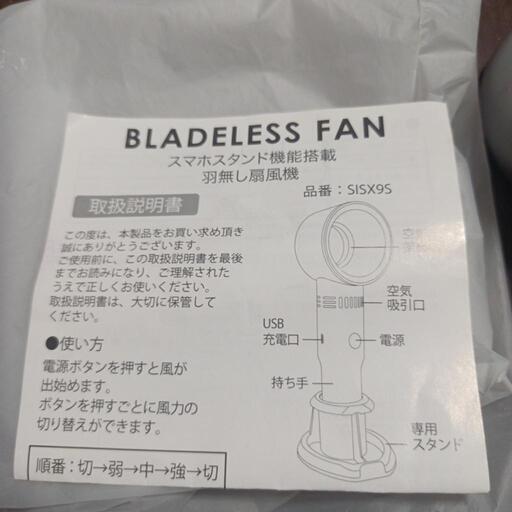 BLADELESS FAN
スマホスタンド機能搭載
羽無し扇風機
品番：SISX9S
取扱説明書
この度は、本製品をお買い求め頂き
誠にありがとうございます。
ご使用前に、この取扱説明書を最後
までお読みになり、ご理解された
うえで正しくお使いください。
取扱説明書は、大切に保管して
ください。
●使い方
電源ボタンを押すと風が
出始めます。
ボタンを押すごとに風力の
切り替えができます。
順番：切→弱→中→強→切
空気
吸引口
USB
充電口
電源
持ち手
専用
スタンド